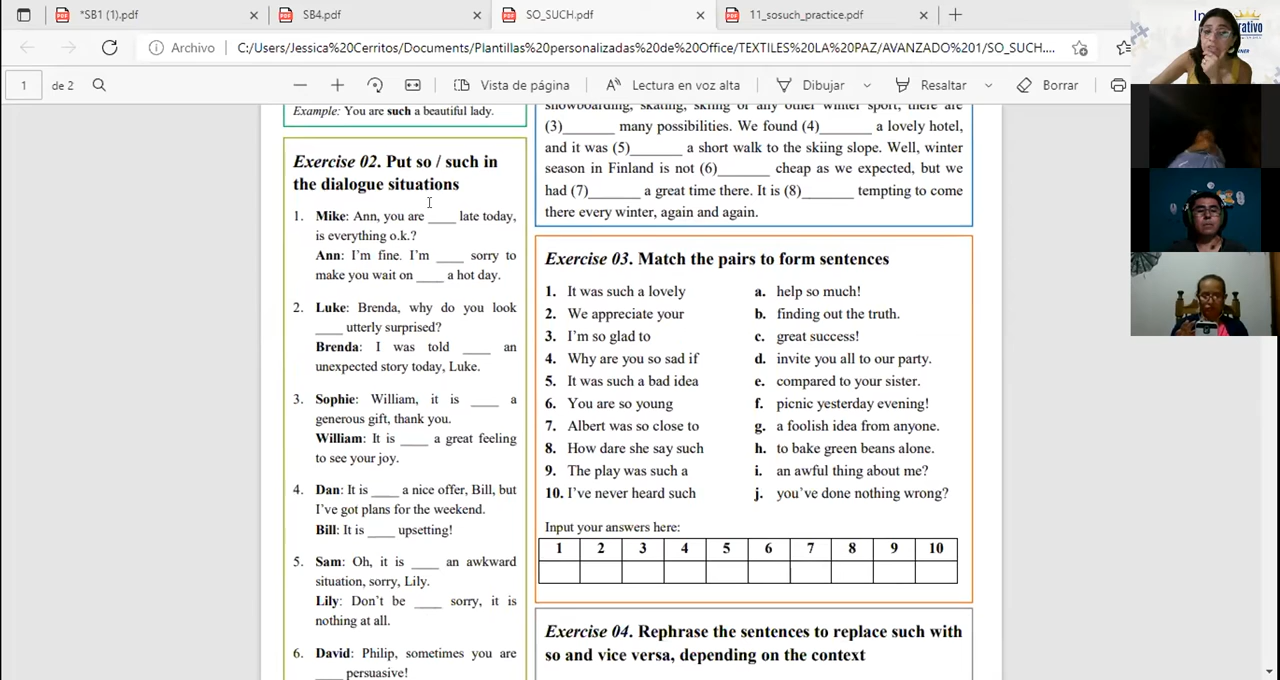 *SB1 (1).pdf
SB4.pdf
SO_SUCH.pdf
11_sosuch_practice.pdf
Archivo
C:/Users/Jessica%20Cerritos/Documents/Plantillas%20personalizadas%20de%20Office/TEXTILES%20LA%20PAZ/AVANZADO%201/SO_SUCH....
1
de 2
Vista de página
Lectura en voz alta
Dibujar
Resaltar
Borrar
Example: You are such a beautiful lady.
Exercise 02. Put so / such in
the dialogue situations
1. Mike: Ann, you are ____ late today,
is everything o.k.?
Ann: I'm fine. I'm ____ sorry to
make you wait on ____ a hot day.
2. Luke: Brenda, why do you look
____ utterly surprised?
Brenda: I was told ____ an
unexpected story today, Luke.
3. Sophie: William, it is ____ a
generous gift, thank you.
William: It is ____ a great feeling
to see your joy.
4. Dan: It is ____ a nice offer, Bill, but
I've got plans for the weekend.
Bill: It is ____ upsetting!
5. Sam: Oh, it is ____ an awkward
situation, sorry, Lily.
Lily: Don't be ____ sorry, it is
nothing at all.
6. David: Philip, sometimes you are
____ persuasive!
snowboarding, skating, skiing or any other winter sport, there are
(3)_______ many possibilities. We found (4)_______ a lovely hotel,
and it was (5)_______ a short walk to the skiing slope. Well, winter
season in Finland is not (6)_______ cheap as we expected, but we
had (7)_______ a great time there. It is (8)_______ tempting to come
there every winter, again and again.
Exercise 03. Match the pairs to form sentences
1. It was such a lovely
2. We appreciate your
3. I'm so glad to
4. Why are you so sad if
5. It was such a bad idea
6. You are so young
7. Albert was so close to
8. How dare she say such
9. The play was such a
10. I've never heard such
a. help so much!
b. finding out the truth.
c. great success!
d. invite you all to our party.
e. compared to your sister.
f. picnic yesterday evening!
g. a foolish idea from anyone.
h. to bake green beans alone.
i. an awful thing about me?
j. you've done nothing wrong?
Input your answers here:
1 2 3 4 5 6 7 8 9 10
Exercise 04. Rephrase the sentences to replace such with
so and vice versa, depending on the context